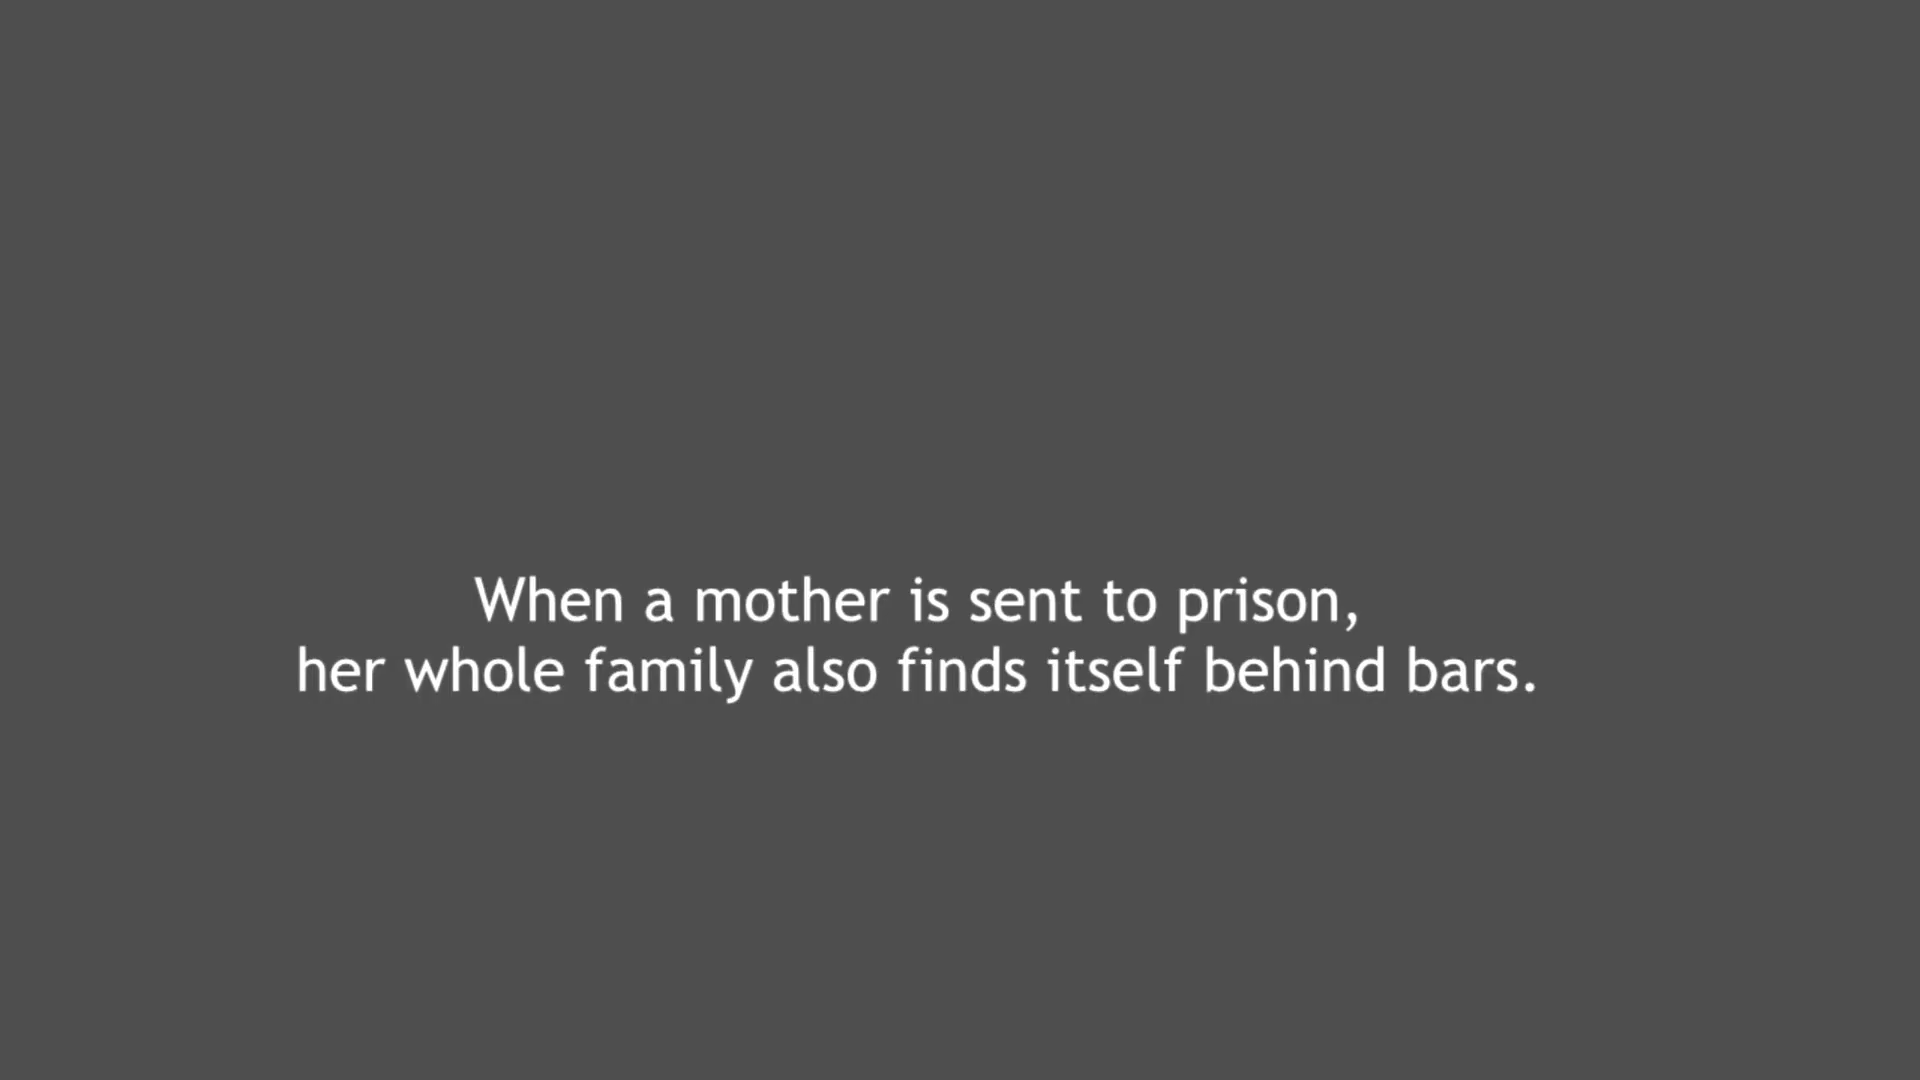 When a mother is sent to prison,
her whole family also finds itself behind bars.